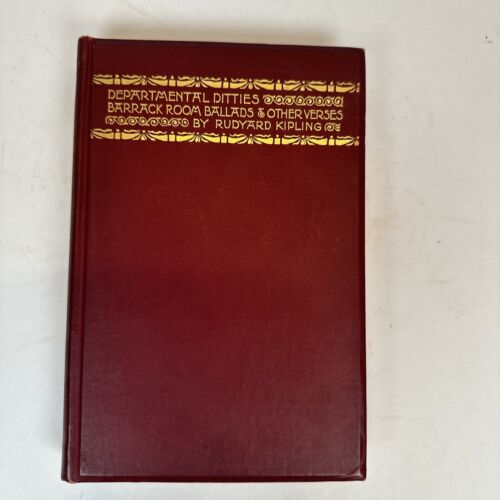 DEPARTMENTAL DITTIES
BARRACK ROOM BALLADS & OTHER VERSES
BY RUDYARD KIPLING